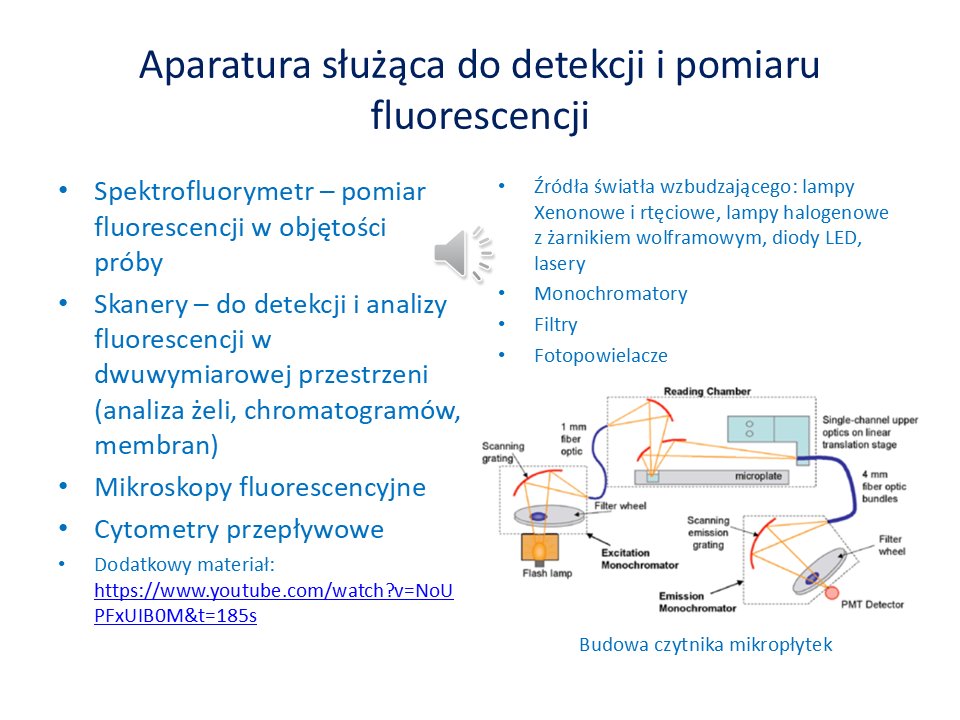 Aparatura służąca do detekcji i pomiaru
fluorescencji
• Spektrofluorymetr – pomiar
fluorescencji w objętości
próby
• Skanery – do detekcji i analizy
fluorescencji w
dwuwymiarowej przestrzeni
(analiza żeli, chromatogramów,
membran)
• Mikroskopy fluorescencyjne
• Cytometry przepływowe
• Dodatkowy materiał:
https://www.youtube.com/watch?v=NoU
PFxUIB0M&t=185s
• Źródła światła wzbudzającego: lampy
Xenonowe i rtęciowe, lampy halogenowe
z żarnikiem wolframowym, diody LED,
lasery
• Monochromatory
• Filtry
• Fotopowielacze
Reading Chamber
1 mm
fiber
optic
Single-channel upper
optics on linear
translation stage
Scanning
grating
microplate
4 mm
fiber optic
bundles
Filter wheel
Scanning
emission
grating
Filter
wheel
Excitation
Monochromator
Flash lamp
Emission
Monochromator
PMT Detector
Budowa czytnika mikropłytek